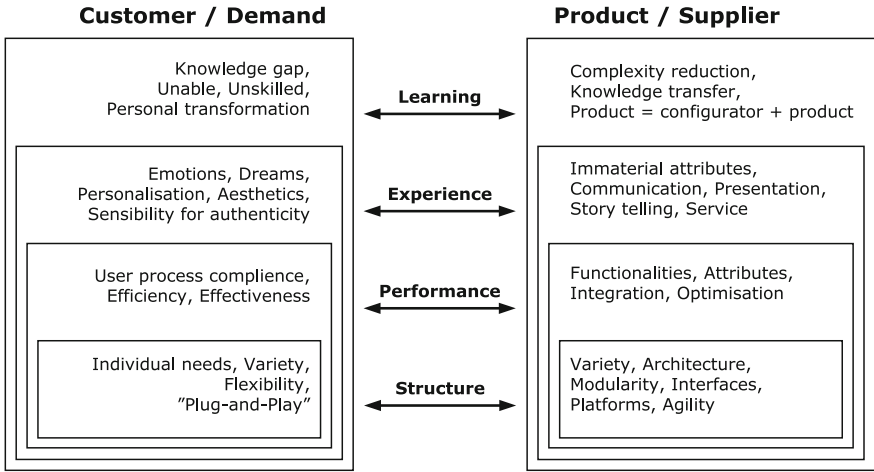 Customer / Demand
Product / Supplier
Knowledge gap,
Unable, Unskilled,
Personal transformation
Learning
Complexity reduction,
Knowledge transfer,
Product = configurator + product
Emotions, Dreams,
Personalisation, Aesthetics,
Sensibility for authenticity
Experience
Immaterial attributes,
Communication, Presentation,
Story telling, Service
User process complience,
Efficiency, Effectiveness
Performance
Functionalities, Attributes,
Integration, Optimisation
Individual needs, Variety,
Flexibility,
”Plug-and-Play”
Structure
Variety, Architecture,
Modularity, Interfaces,
Platforms, Agility